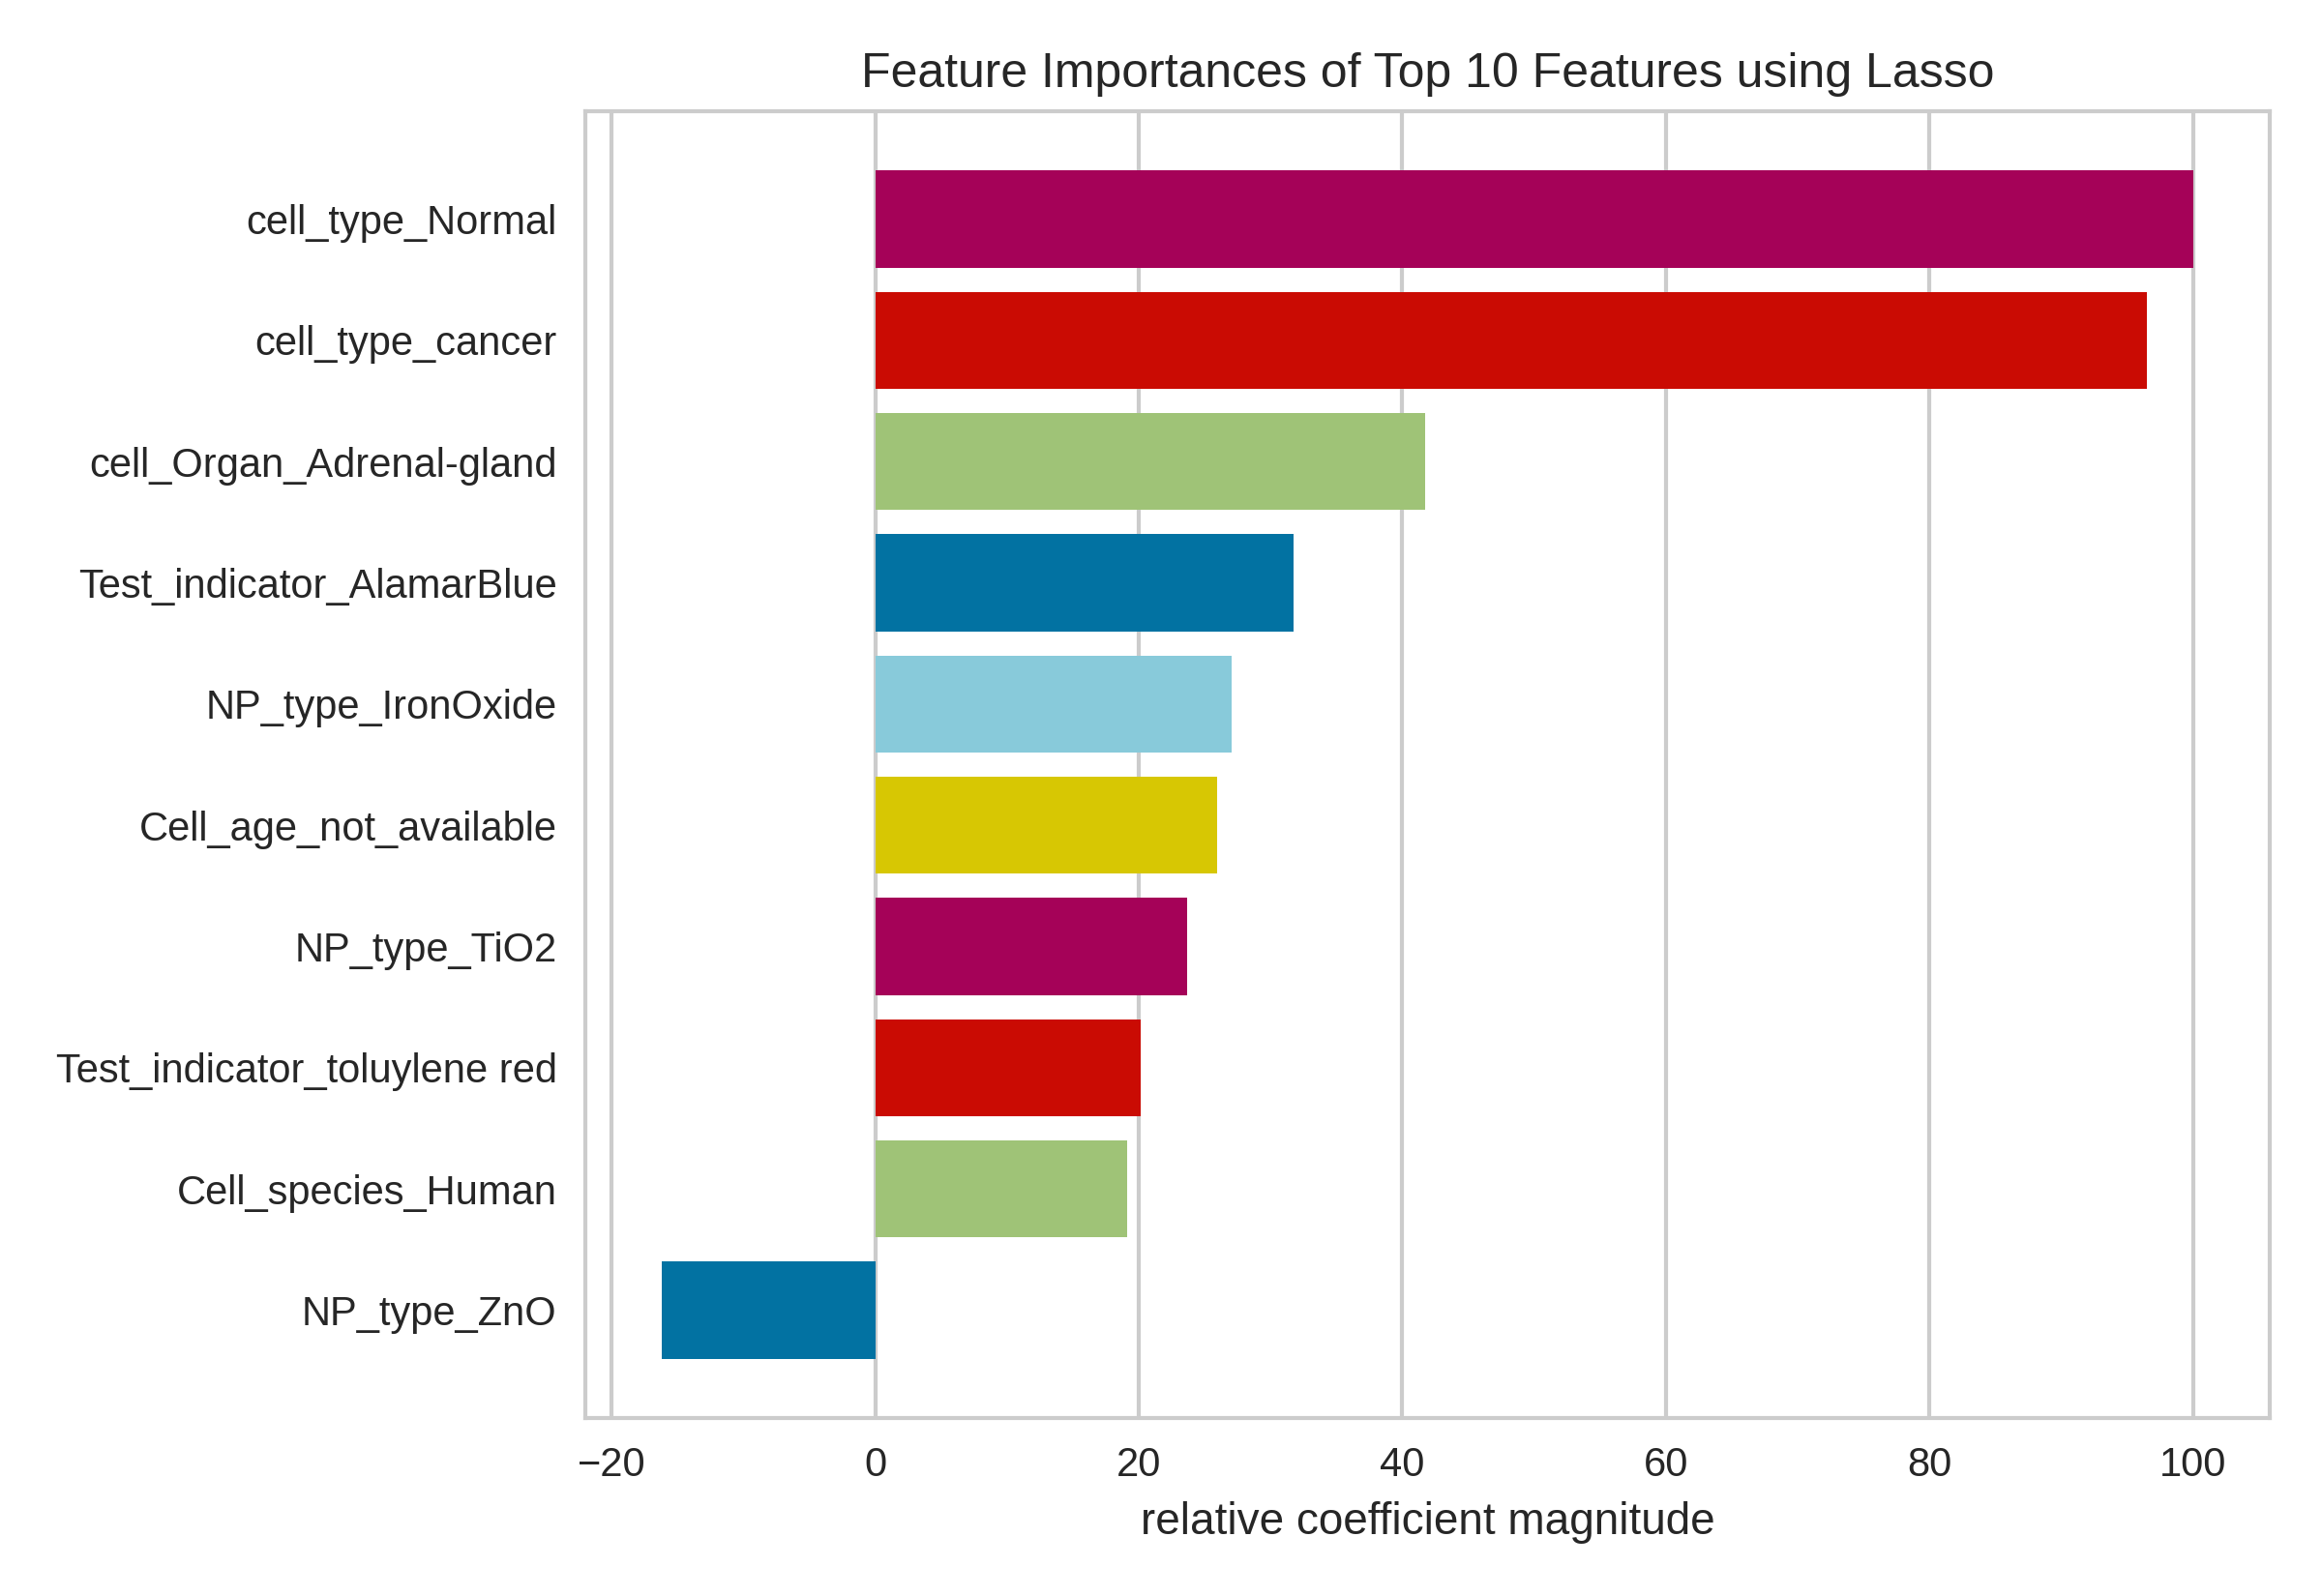 Feature Importances of Top 10 Features using Lasso
cell_type_Normal
cell_type_cancer
cell_Organ_Adrenal-gland
Test_indicator_AlamarBlue
NP_type_IronOxide
Cell_age_not_available
NP_type_TiO2
Test_indicator_toluylene red
Cell_species_Human
NP_type_ZnO
−20 0 20 40 60 80 100
relative coefficient magnitude